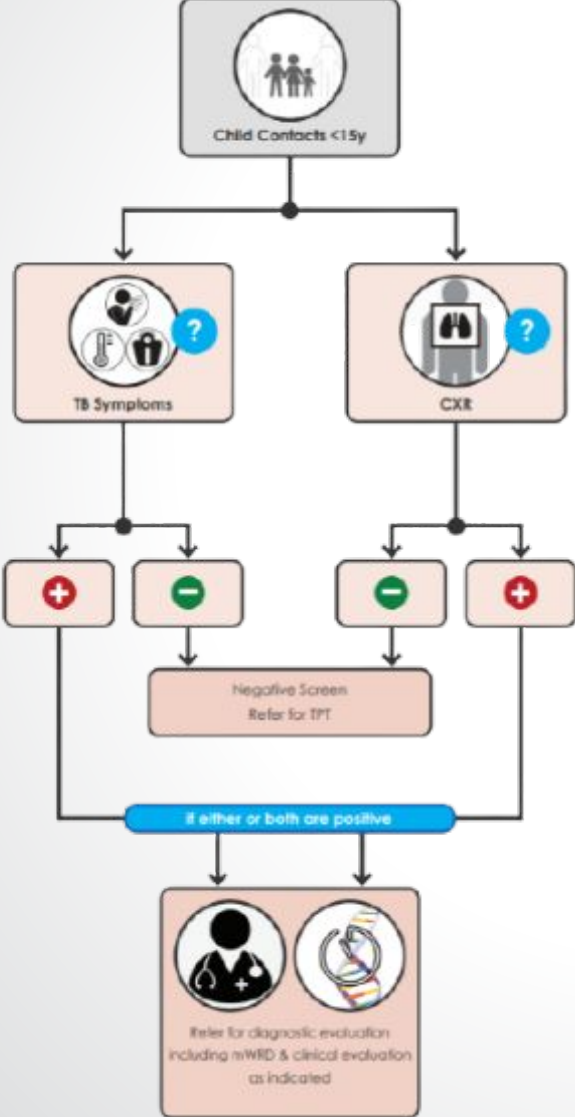 Child Contacts <15y
?
?
TB Symptoms
CXR
Negative Screen
Refer for TPT
if either or both are positive
Refer for diagnostic evaluation
including mWRD & clinical evaluation
as indicated